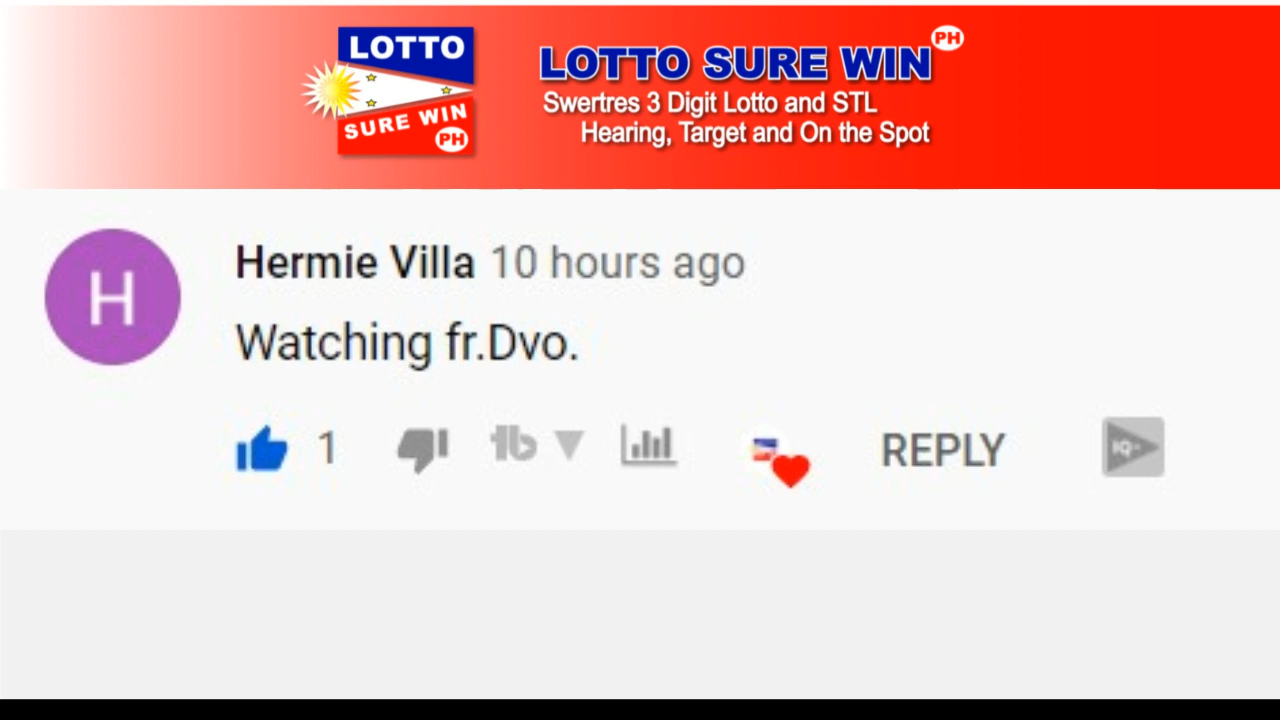 LOTTO
SURE WIN
PH
LOTTO SURE WIN PH
Swertres 3 Digit Lotto and STL
Hearing, Target and On the Spot
H
Hermie Villa 10 hours ago
Watching fr.Dvo.
1 REPLY